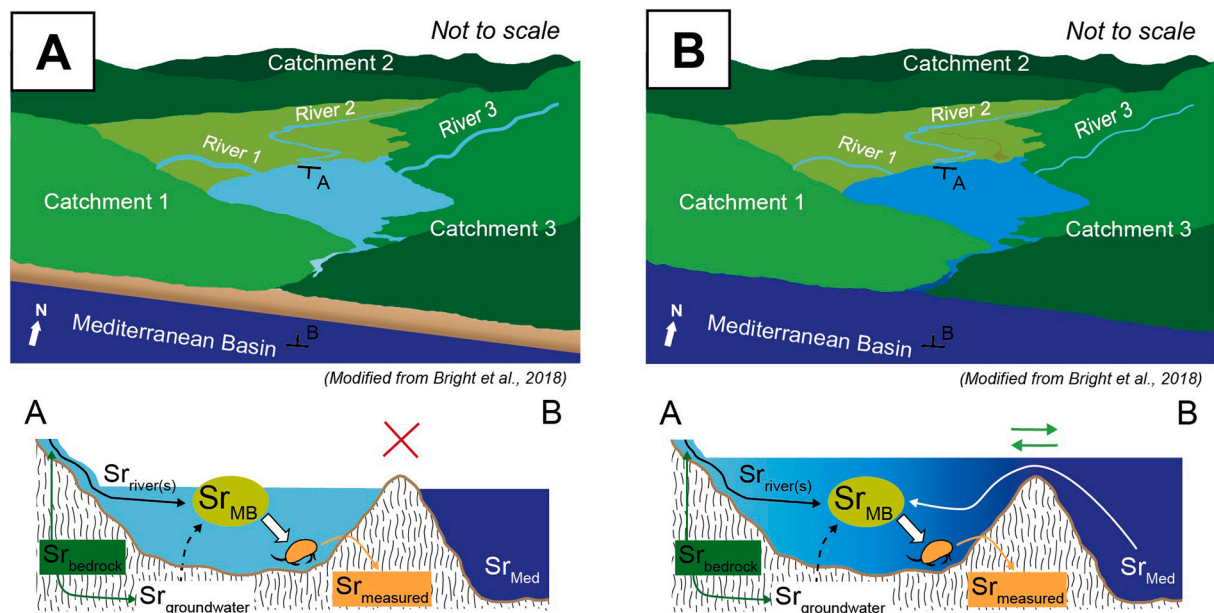 A
Not to scale
Catchment 2
River 2
River 3
River 1
A
Catchment 1
Catchment 3
N
Mediterranean Basin
B
(Modified from Bright et al., 2018)
A
B
Sr river(s)
Sr MB
Sr bedrock
Sr groundwater
Sr measured
Sr Med
B
Not to scale
Catchment 2
River 2
River 3
River 1
A
Catchment 1
Catchment 3
N
Mediterranean Basin
B
(Modified from Bright et al., 2018)
A
B
Sr river(s)
Sr MB
Sr bedrock
Sr groundwater
Sr measured
Sr Med